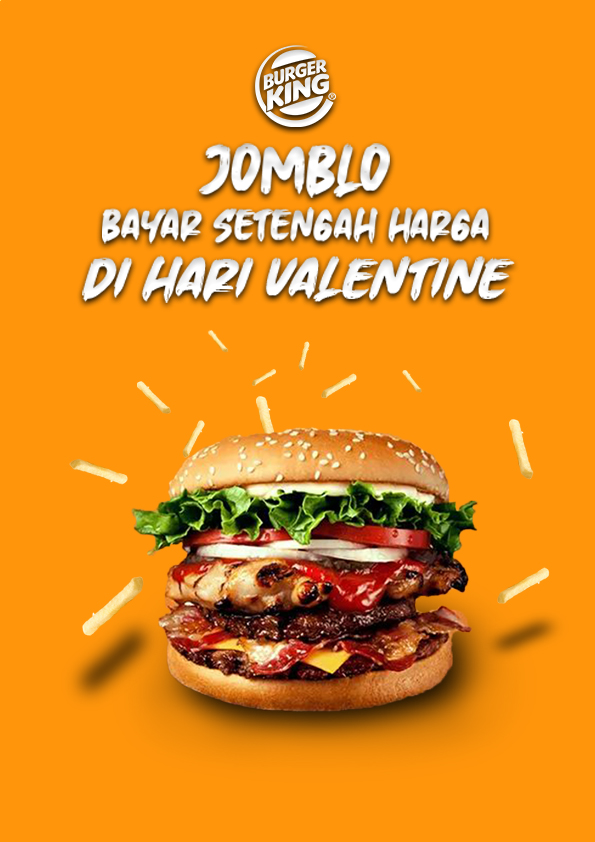 BURGER
KING®
JOMBLO
BAYAR SETENGAH HARGA
DI HARI VALENTINE